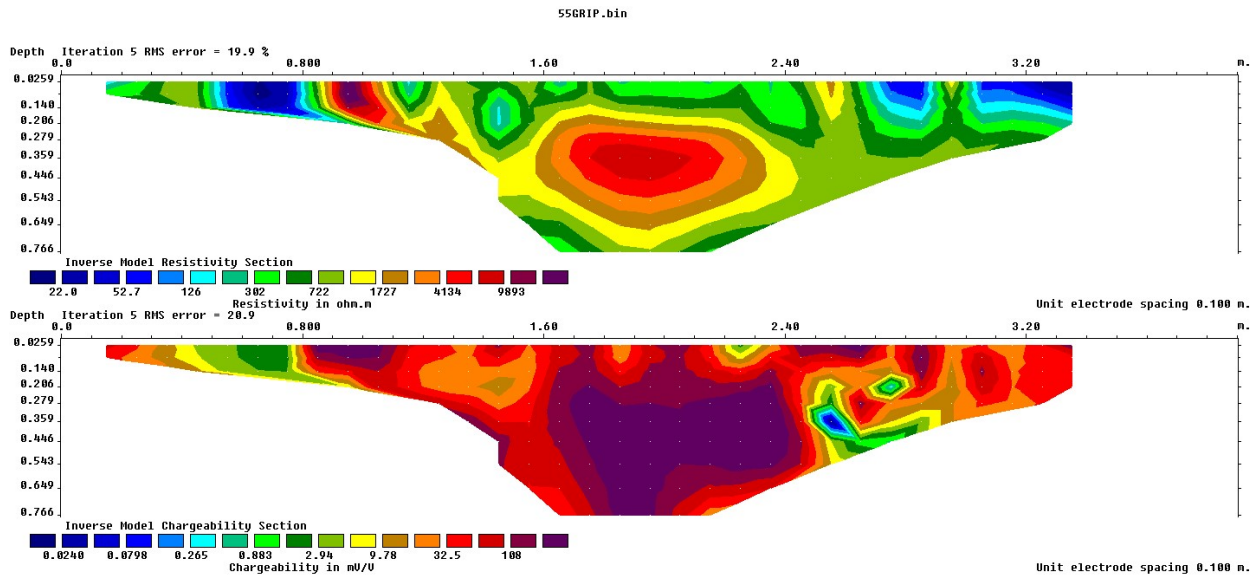 55GRIP.bin
Depth Iteration 5 RMS error = 19.9 %
0.0 0.800 1.60 2.40 3.20 m.
0.0259
0.140
0.206
0.279
0.359
0.446
0.543
0.649
0.766
Inverse Model Resistivity Section
22.0 52.7 126 302 722 1727 4134 9893
Resistivity in ohm.m
Unit electrode spacing 0.100 m.
Depth Iteration 5 RMS error = 20.9
0.0 0.800 1.60 2.40 3.20 m.
0.0259
0.140
0.206
0.279
0.359
0.446
0.543
0.649
0.766
Inverse Model Chargeability Section
0.0240 0.0798 0.265 0.883 2.94 9.78 32.5 108
Chargeability in mV/V
Unit electrode spacing 0.100 m.